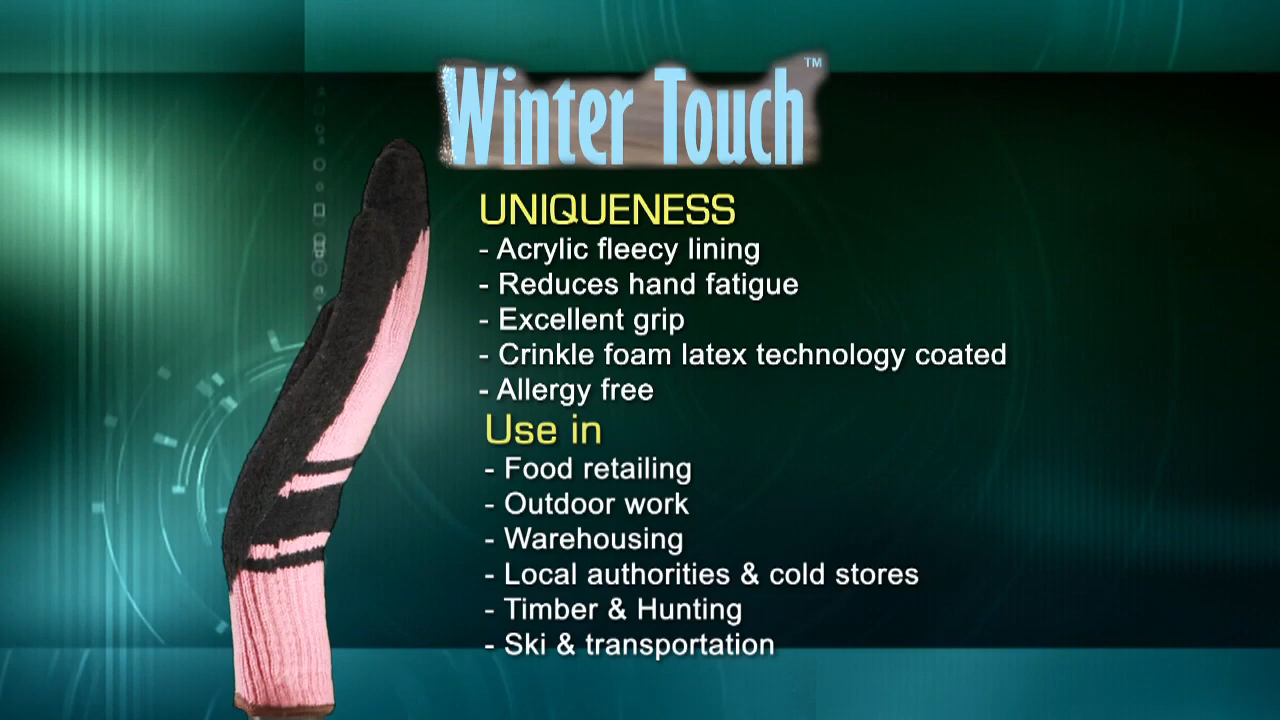 Winter Touch™
UNIQUENESS
- Acrylic fleecy lining
- Reduces hand fatigue
- Excellent grip
- Crinkle foam latex technology coated
- Allergy free
Use in
- Food retailing
- Outdoor work
- Warehousing
- Local authorities & cold stores
- Timber & Hunting
- Ski & transportation